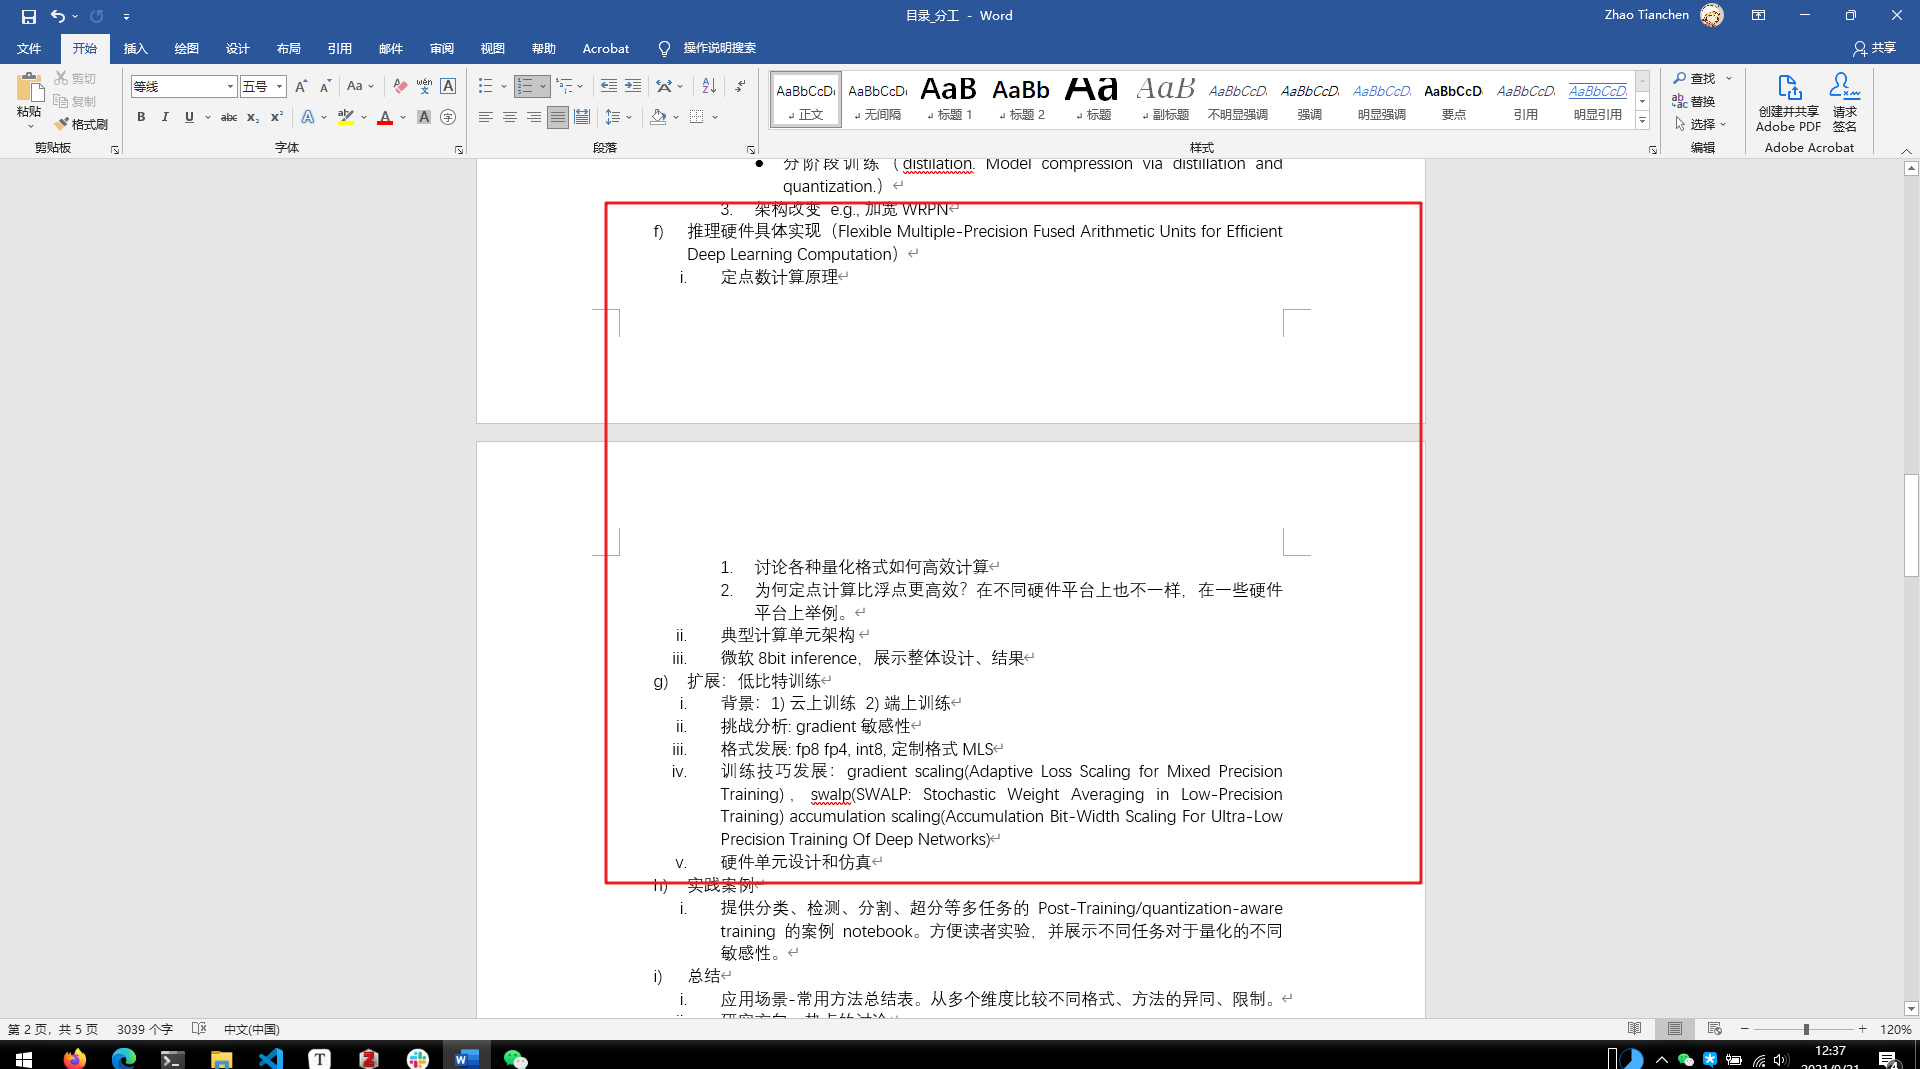 目录_分工 - Word
Zhao Tianchen
文件 开始 插入 绘图 设计 布局 引用 邮件 审阅 视图 帮助 Acrobat 操作说明搜索 共享
粘贴 剪切 复制 格式刷
等线 五号
剪贴板 字体 段落 样式 编辑 Adobe Acrobat
AaBbCcDc 正文
AaBbCcDc 无间隔
AaB 标题 1
AaBb 标题 2
Aa 标题
AaB 副标题
AaBbCcDi 不明显强调
AaBbCcDi 强调
AaBbCcDi 明显强调
AaBbCcD 要点
AaBbCcDi 引用
AaBbCcDi 明显引用
查找
替换
选择
创建并共享 Adobe PDF
请求签名
● 分阶段训练（distilation. Model compression via distillation and
quantization.）
3. 架构改变 e.g., 加宽 WRPN
f) 推理硬件具体实现（Flexible Multiple-Precision Fused Arithmetic Units for Efficient
Deep Learning Computation）
i. 定点数计算原理
1. 讨论各种量化格式如何高效计算
2. 为何定点计算比浮点更高效？在不同硬件平台上也不一样，在一些硬件
平台上举例。
ii. 典型计算单元架构
iii. 微软 8bit inference，展示整体设计、结果
g) 扩展：低比特训练
i. 背景：1) 云上训练 2) 端上训练
ii. 挑战分析: gradient 敏感性
iii. 格式发展: fp8 fp4, int8, 定制格式 MLS
iv. 训练技巧发展：gradient scaling(Adaptive Loss Scaling for Mixed Precision
Training)，swalp(SWALP: Stochastic Weight Averaging in Low-Precision
Training) accumulation scaling(Accumulation Bit-Width Scaling For Ultra-Low
Precision Training Of Deep Networks)
v. 硬件单元设计和仿真
h) 实践案例
i. 提供分类、检测、分割、超分等多任务的 Post-Training/quantization-aware
training 的案例 notebook。方便读者实验，并展示不同任务对于量化的不同
敏感性。
i) 总结
i. 应用场景-常用方法总结表。从多个维度比较不同格式、方法的异同、限制。
第 2 页，共 5 页 3039 个字 中文(中国) 120%
12:37